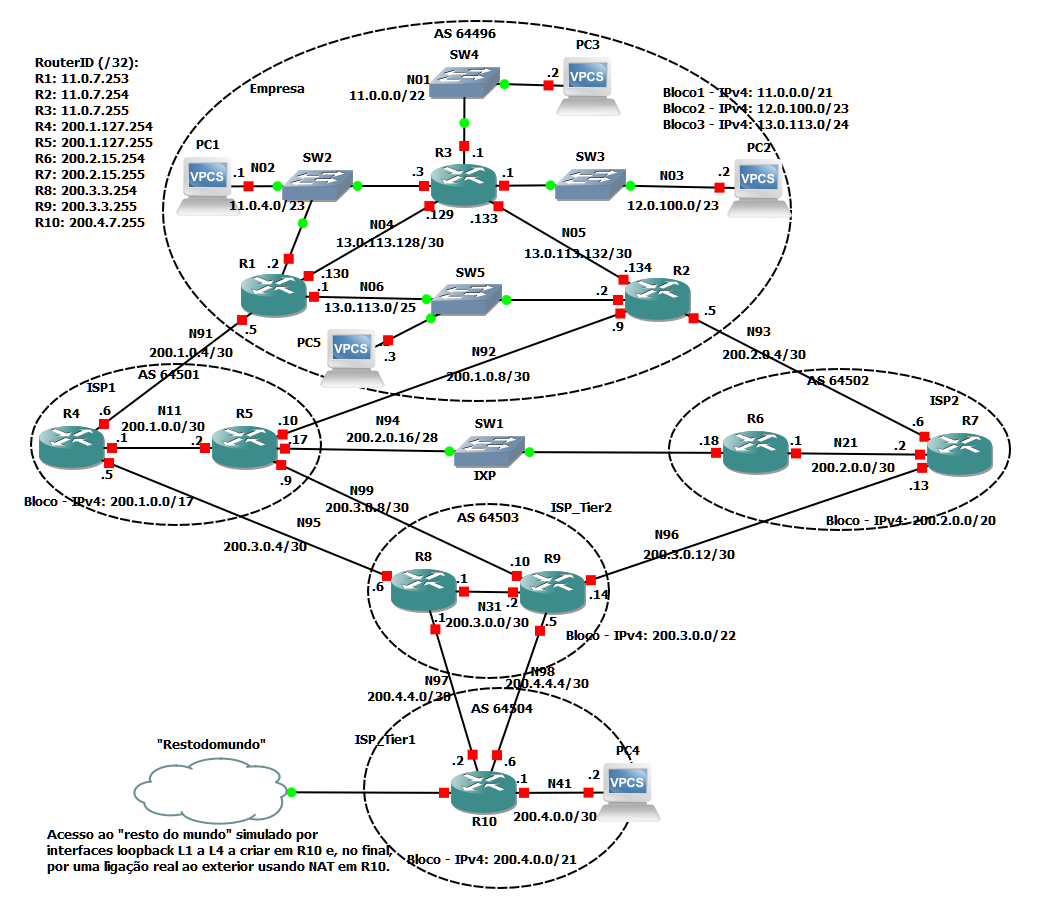 AS 64496
RouterID (/32):
R1: 11.0.7.253
R2: 11.0.7.254
R3: 11.0.7.255
R4: 200.1.127.254
R5: 200.1.127.255
R6: 200.2.15.254
R7: 200.2.15.255
R8: 200.3.3.254
R9: 200.3.3.255
R10: 200.4.7.255
Empresa
SW4
PC3
VPCS
.2
N01
11.0.0.0/22
Bloco1 - IPv4: 11.0.0.0/21
Bloco2 - IPv4: 12.0.100.0/23
Bloco3 - IPv4: 13.0.113.0/24
PC1
VPCS
.1
N02
SW2
11.0.4.0/23
R3
.1
.3
.1
.129
.133
SW3
N03
12.0.100.0/23
PC2
VPCS
.2
N04
13.0.113.128/30
N05
13.0.113.132/30
R1
.2
.130
.1
.5
N06
13.0.113.0/25
SW5
.134
R2
.2
.9
.5
PC5
VPCS
.3
N91
200.1.0.4/30
N92
200.1.0.8/30
N93
200.2.0.4/30
AS 64501
ISP1
R4
.6
.1
.5
N11
200.1.0.0/30
R5
.2
.10
.17
.9
Bloco - IPv4: 200.1.0.0/17
N94
200.2.0.16/28
SW1
IXP
AS 64502
ISP2
R6
.18
.1
N21
200.2.0.0/30
R7
.6
.2
.13
Bloco - IPv4: 200.2.0.0/20
N99
200.3.0.8/30
N95
200.3.0.4/30
N96
200.3.0.12/30
ISP_Tier2
AS 64503
R8
.6
.1
.1
R9
.10
.2
.14
.5
N31
200.3.0.0/30
Bloco - IPv4: 200.3.0.0/22
N97
200.4.4.0/30
N98
200.4.4.4/30
AS 64504
ISP_Tier1
R10
.2
.6
.1
N41
200.4.0.0/30
PC4
VPCS
.2
Bloco - IPv4: 200.4.0.0/21
"Restodomundo"
Acesso ao "resto do mundo" simulado por
interfaces loopback L1 a L4 a criar em R10 e, no final,
por uma ligação real ao exterior usando NAT em R10.